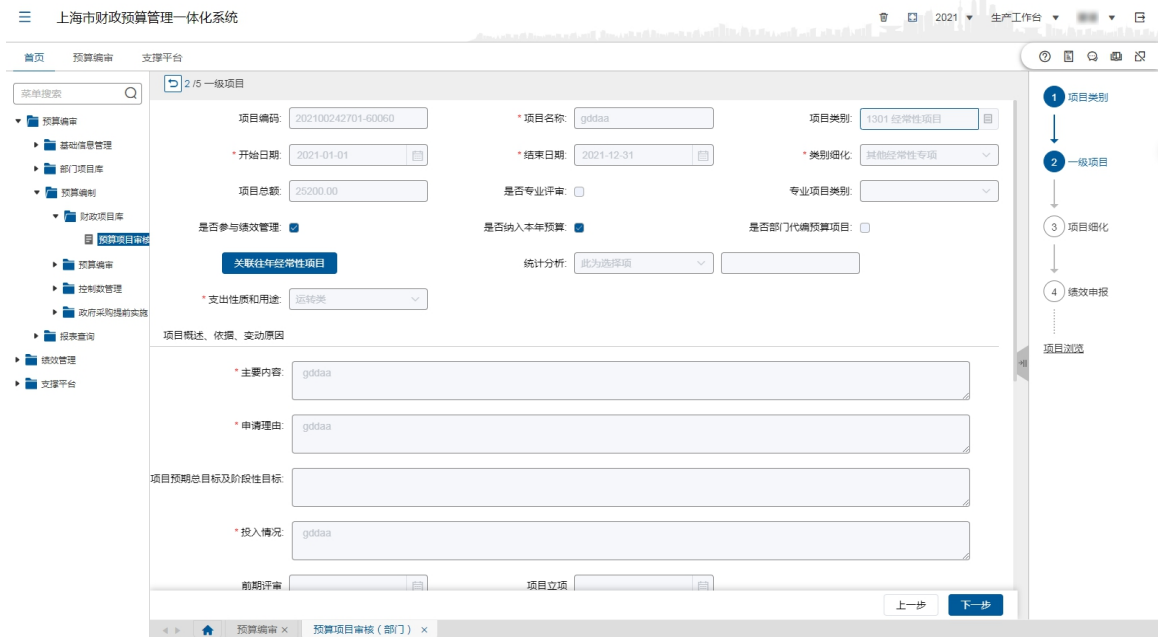 上海市财政预算管理一体化系统
2021 生产工作台
首页 预算编审 支撑平台
菜单搜索
预算编审
基础信息管理
部门项目库
预算编制
财政项目库
预算项目审核
预算编审
控制数管理
政府采购提前实施
报表查询
绩效管理
支撑平台
2 /5 一级项目
项目编码: 202100242701-60060 * 项目名称: gddaa 项目类别: 1301 经常性项目
* 开始日期: 2021-01-01 * 结束日期: 2021-12-31 * 类别细化: 其他经常性专项
项目总额: 25200.00 是否专业评审: 专业项目类别:
是否参与绩效管理: 是否纳入本年预算: 是否部门代编预算项目:
关联往年经常性项目 统计分析: 此为选择项
* 支出性质和用途: 运转类
项目概述、依据、变动原因
* 主要内容: gddaa
* 申请理由: gddaa
项目预期总目标及阶段性目标:
* 投入情况: gddaa
前期评审 项目立项
上一步 下一步
预算编审 × 预算项目审核（部门） ×
1 项目类别
2 一级项目
3 项目细化
4 绩效申报
项目浏览